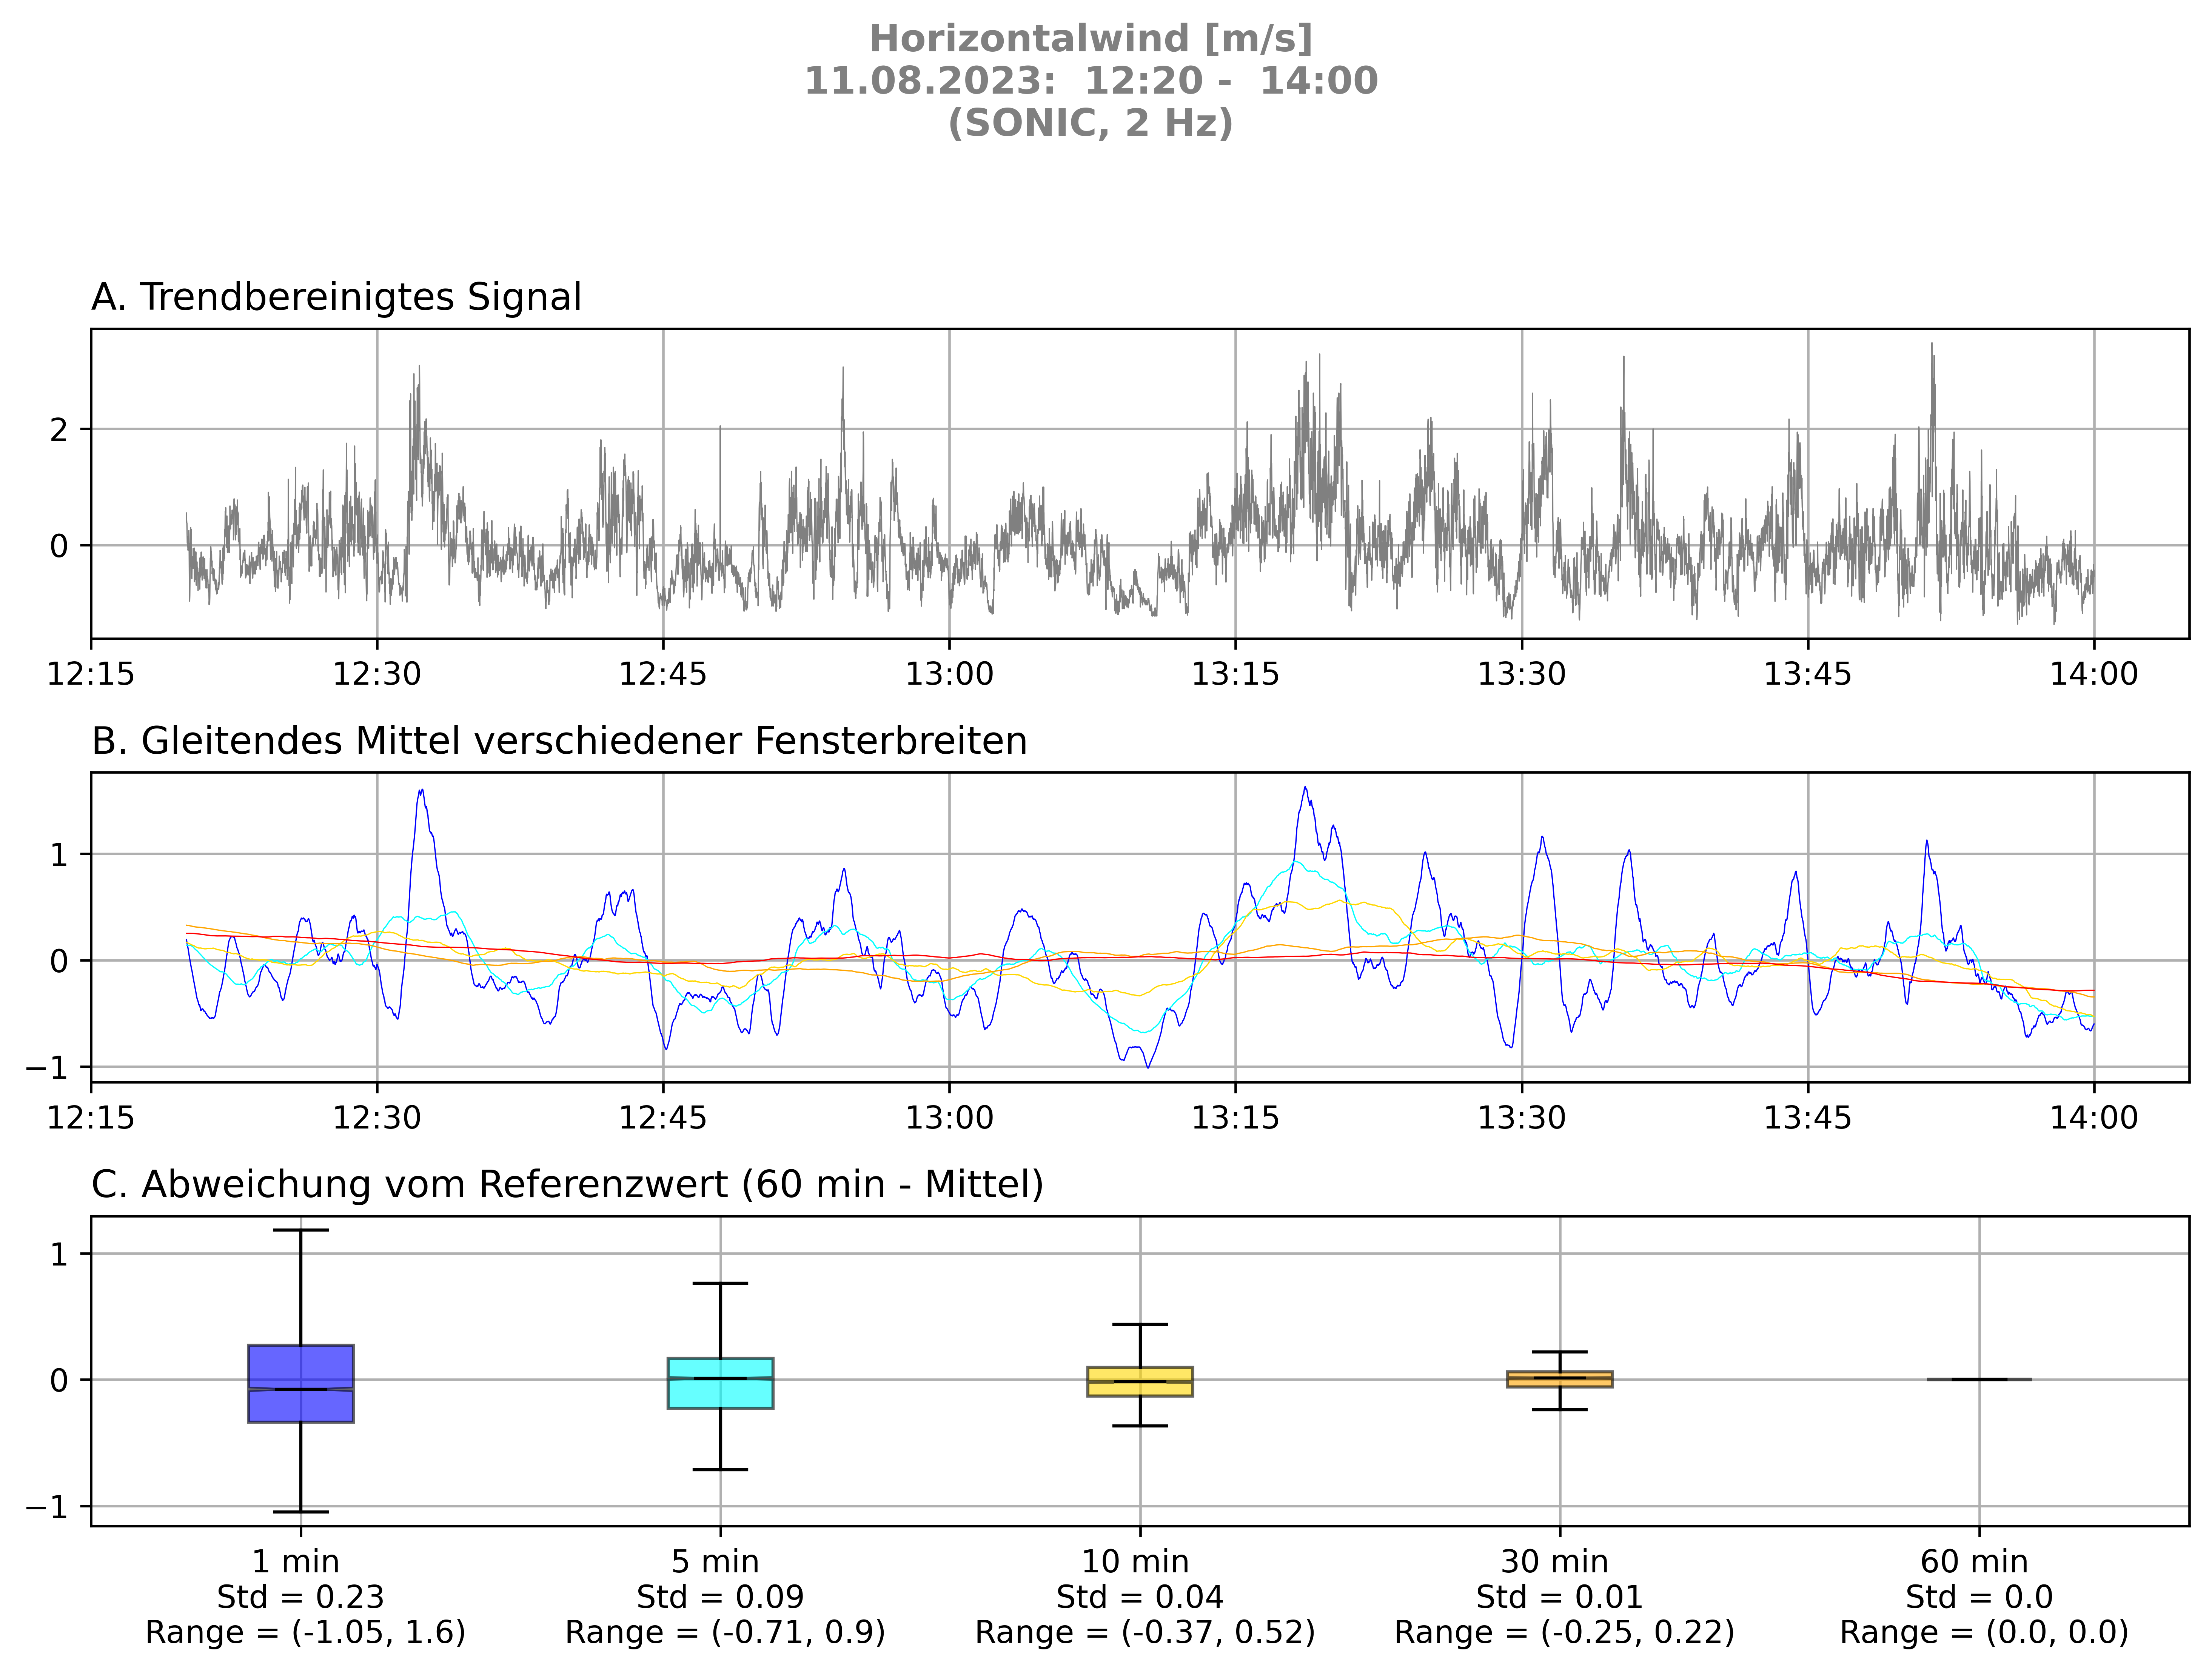 Horizontalwind [m/s]
11.08.2023:  12:20 -  14:00
(SONIC, 2 Hz)
A. Trendbereinigtes Signal
2
0
12:15 12:30 12:45 13:00 13:15 13:30 13:45 14:00
B. Gleitendes Mittel verschiedener Fensterbreiten
1
0
−1
12:15 12:30 12:45 13:00 13:15 13:30 13:45 14:00
C. Abweichung vom Referenzwert (60 min - Mittel)
1
0
−1
1 min 5 min 10 min 30 min 60 min
Std = 0.23 Std = 0.09 Std = 0.04 Std = 0.01 Std = 0.0
Range = (-1.05, 1.6) Range = (-0.71, 0.9) Range = (-0.37, 0.52) Range = (-0.25, 0.22) Range = (0.0, 0.0)